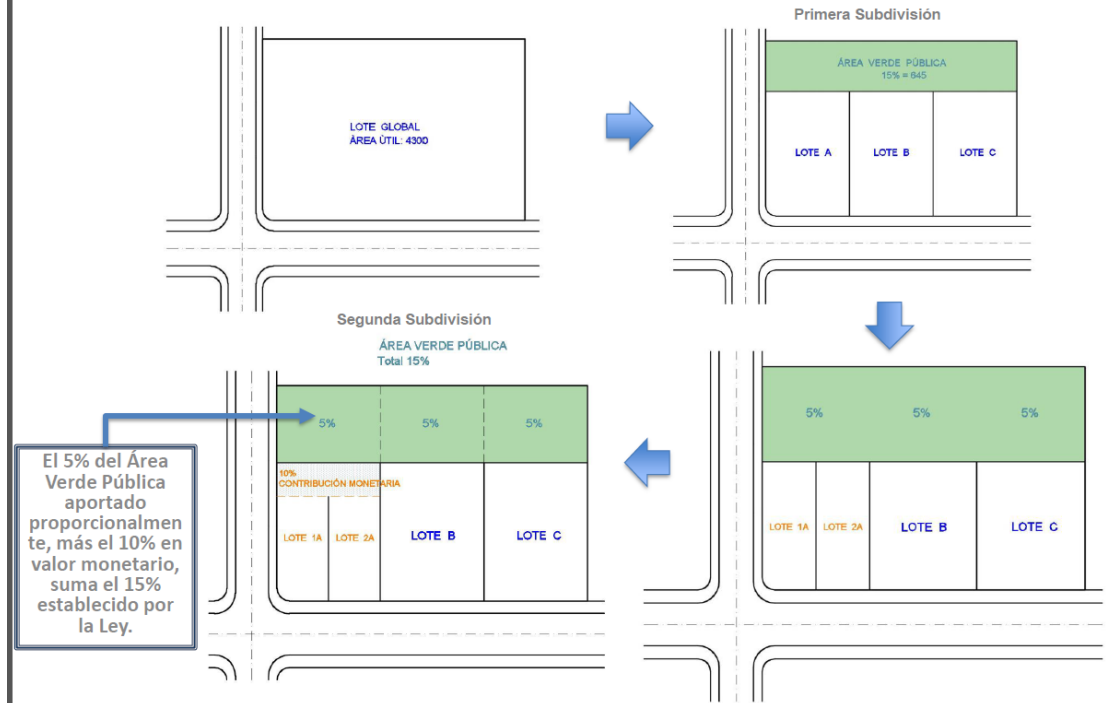 LOTE GLOBAL
ÁREA ÙTIL: 4300
Primera Subdivisión
ÁREA VERDE PÚBLICA
15% = 645
LOTE A
LOTE B
LOTE C
5%
5%
5%
LOTE 1A
LOTE 2A
LOTE B
LOTE C
Segunda Subdivisión
ÁREA VERDE PÚBLICA
Total 15%
5%
5%
5%
10%
CONTRIBUCIÓN MONETARIA
LOTE 1A
LOTE 2A
LOTE B
LOTE C
El 5% del Área
Verde Pública
aportado
proporcionalmen
te, más el 10% en
valor monetario,
suma el 15%
establecido por
la Ley.